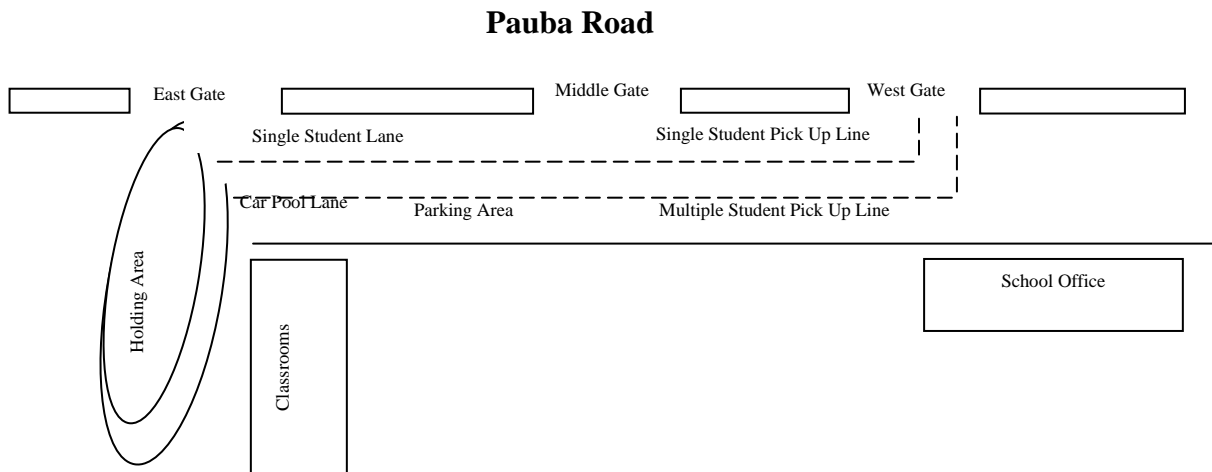 Pauba Road
East Gate
Middle Gate
West Gate
Single Student Lane
Single Student Pick Up Line
Car Pool Lane
Parking Area
Multiple Student Pick Up Line
Holding Area
Classrooms
School Office